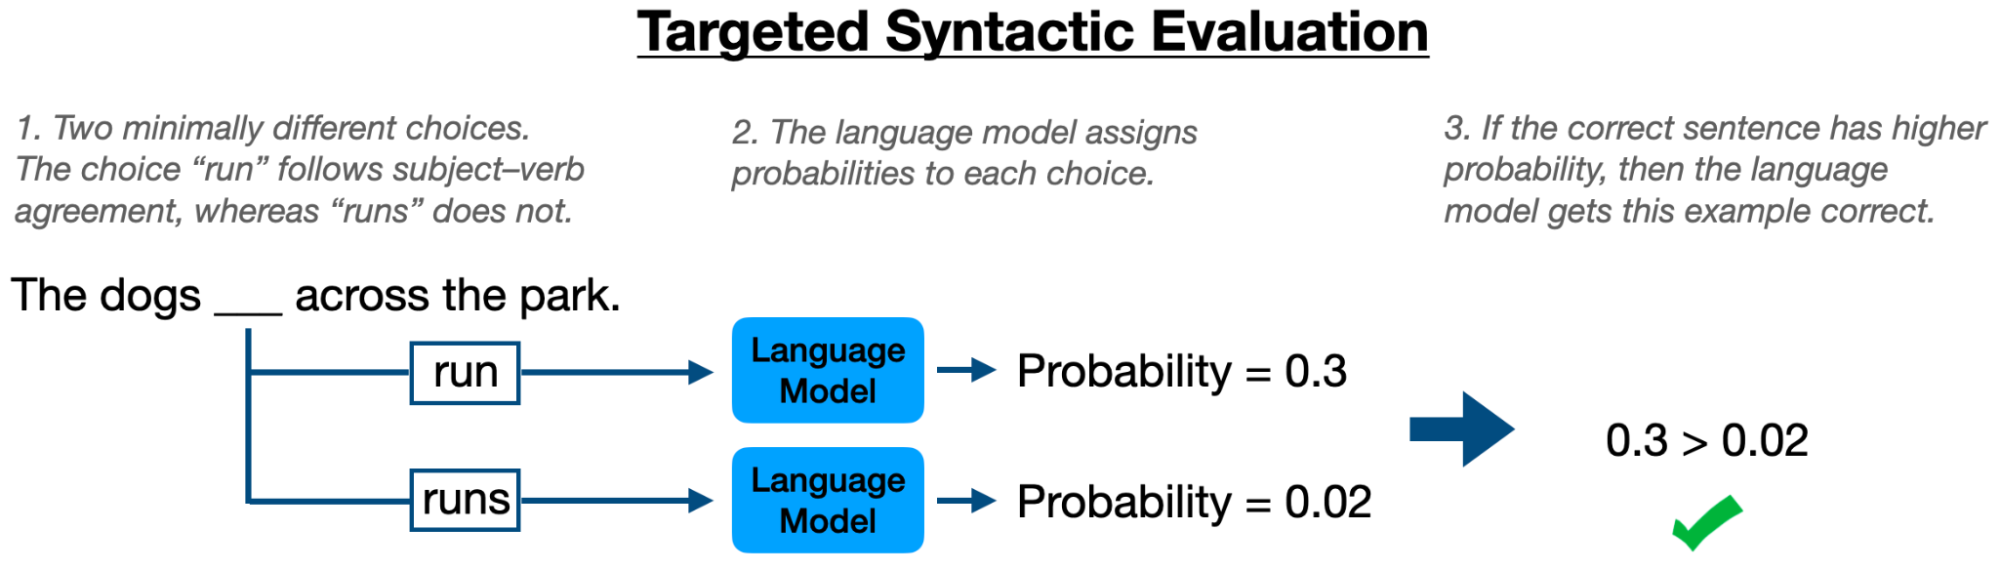 Targeted Syntactic Evaluation
1. Two minimally different choices.
The choice “run” follows subject–verb
agreement, whereas “runs” does not.
2. The language model assigns
probabilities to each choice.
3. If the correct sentence has higher
probability, then the language
model gets this example correct.
The dogs ___ across the park.
run
Language
Model
Probability = 0.3
runs
Language
Model
Probability = 0.02
0.3 > 0.02